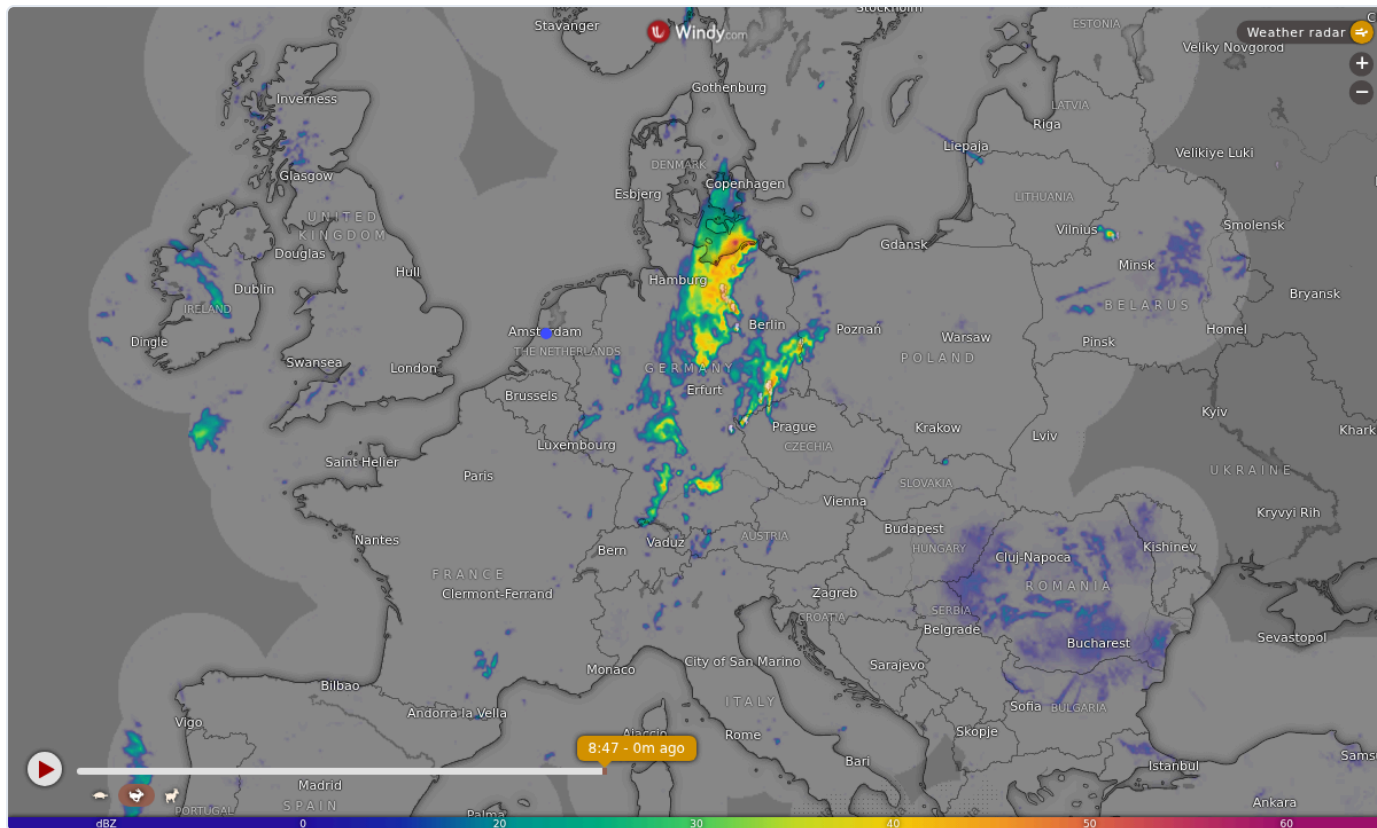 Stockholm
Stavanger
Windy.com
ESTONIA
Weather radar
Veliky Novgorod
+
−
Gothenburg
Inverness
LATVIA
Riga
Liepaja
Velikiye Luki
DENMARK
Glasgow
Copenhagen
Esbjerg
LITHUANIA
UNITED
KINGDOM
Vilnius
Smolensk
Douglas
Gdansk
Hull
Minsk
Hamburg
Dublin
Bryansk
IRELAND
BELARUS
Amsterdam
Berlin
Poznań
Homel
Dingle
THE NETHERLANDS
Warsaw
Pinsk
POLAND
Swansea
London
GERMANY
Brussels
Erfurt
Kyiv
Prague
Krakow
Lviv
Khark
Luxembourg
CZECHIA
Saint Helier
Paris
UKRAINE
SLOVAKIA
Vienna
Kryvyi Rih
Budapest
Nantes
AUSTRIA
Vaduz
Bern
HUNGARY
Kishinev
Cluj-Napoca
FRANCE
ROMANIA
Clermont-Ferrand
Zagreb
SERBIA
CROATIA
Belgrade
Sevastopol
Bucharest
Monaco
City of San Marino
Sarajevo
Bilbao
ITALY
Andorra la Vella
Sofia
BULGARIA
Vigo
Ajaccio
Rome
Skopje
8:47 - 0m ago
Bari
Istanbul
Sams
Madrid
SPAIN
Ankara
PORTUGAL
Palma
dBZ 0 20 30 40 50 60